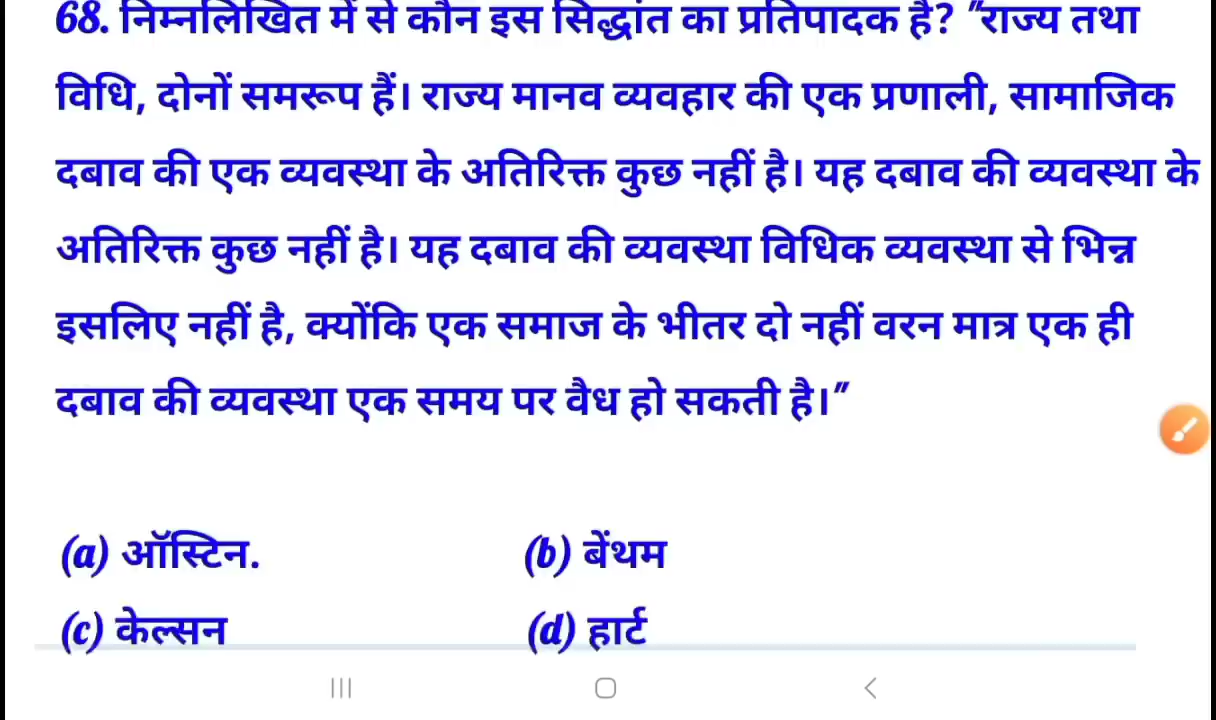 68. निम्नलिखित में से कौन इस सिद्धांत का प्रतिपादक है? "राज्य तथा
विधि, दोनों समरूप हैं। राज्य मानव व्यवहार की एक प्रणाली, सामाजिक
दबाव की एक व्यवस्था के अतिरिक्त कुछ नहीं है। यह दबाव की व्यवस्था के
अतिरिक्त कुछ नहीं है। यह दबाव की व्यवस्था विधिक व्यवस्था से भिन्न
इसलिए नहीं है, क्योंकि एक समाज के भीतर दो नहीं वरन मात्र एक ही
दबाव की व्यवस्था एक समय पर वैध हो सकती है।"
(a) ऑस्टिन. (b) बेंथम
(c) केल्सन (d) हार्ट